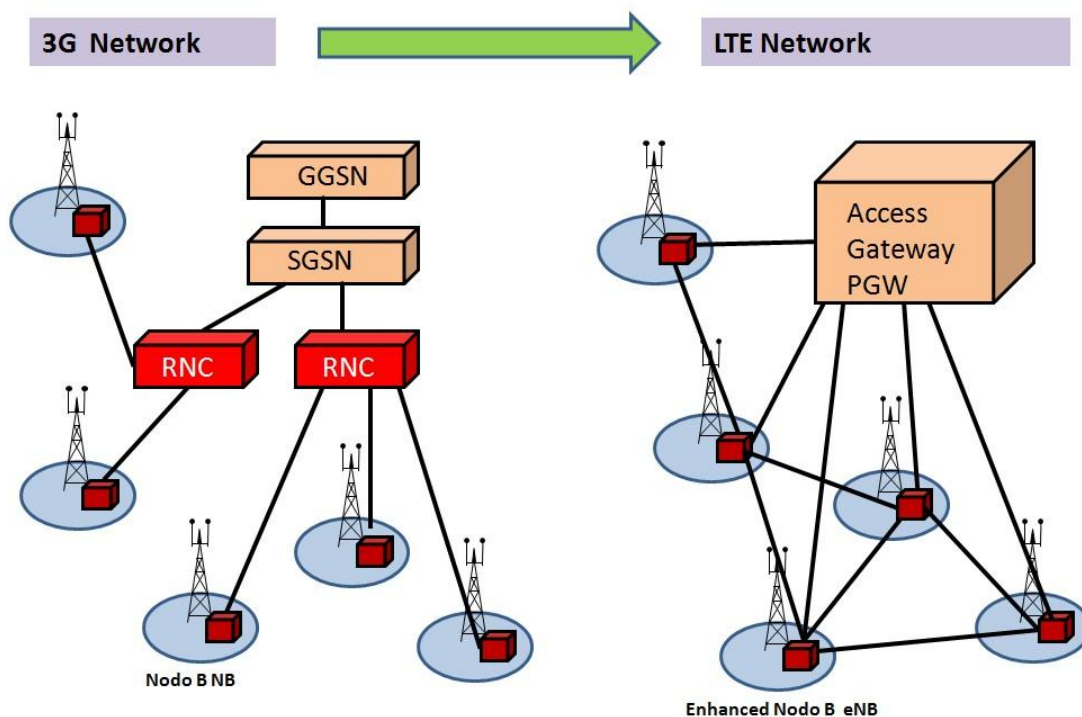 3G Network
LTE Network
GGSN
SGSN
RNC
RNC
Nodo B NB
Access
Gateway
PGW
Enhanced Nodo B eNB